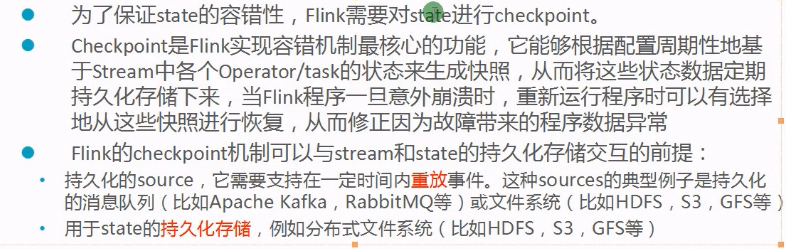 为了保证state的容错性，Flink需要对state进行checkpoint。
Checkpoint是Flink实现容错机制最核心的功能，它能够根据配置周期性地基
于Stream中各个Operator/task的状态来生成快照，从而将这些状态数据定期
持久化存储下来，当Flink程序一旦意外崩溃时，重新运行程序时可以有选择
地从这些快照进行恢复，从而修正因为故障带来的程序数据异常
Flink的checkpoint机制可以与stream和state的持久化存储交互的前提：
持久化的source，它需要支持在一定时间内重放事件。这种sources的典型例子是持久化
的消息队列（比如Apache Kafka，RabbitMQ等）或文件系统（比如HDFS，S3，GFS等）
用于state的持久化存储，例如分布式文件系统（比如HDFS，S3，GFS等）